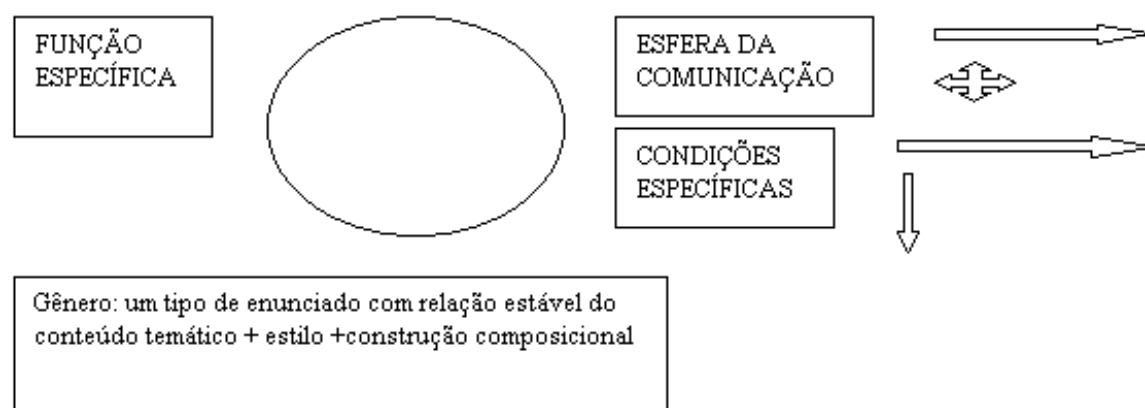 FUNÇÃO
ESPECÍFICA
ESFERA DA
COMUNICAÇÃO
CONDIÇÕES
ESPECÍFICAS
Gênero: um tipo de enunciado com relação estável do
conteúdo temático + estilo +construção composicional